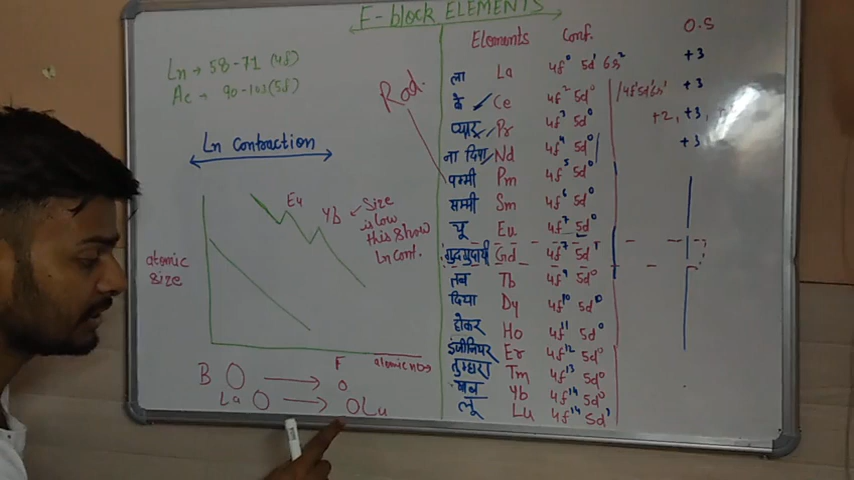 F-block ELEMENTS
Ln → 58-71 (4f)
Ac → 90-103 (5f)
Ln Contraction
Eu
Yb
← Size is low
this show
Ln Cont.
atomic size
atomic no→
B O → F O
La O → O Lu
Rad.
Elements Conf. O.S
ला La 4f⁰ 5d¹ 6s² +3
के Ce 4f² 5d⁰ /4f¹5d¹6s² +3
प्यार Pr 4f³ 5d⁰ +2, +3,
ना दिया Nd 4f⁴ 5d⁰ +3
पम्मी Pm 4f⁵ 5d⁰
सम्मी Sm 4f⁶ 5d⁰
यू Eu 4f⁷ 5d⁰
Gd 4f⁷ 5d¹
तब Tb 4f⁹ 5d⁰
दिया Dy 4f¹⁰ 5d⁰
होकर Ho 4f¹¹ 5d⁰
इंजीनियर Er 4f¹² 5d⁰
तुम्हारा Tm 4f¹³ 5d⁰
Yb 4f¹⁴ 5d⁰
लू Lu 4f¹⁴ 5d¹